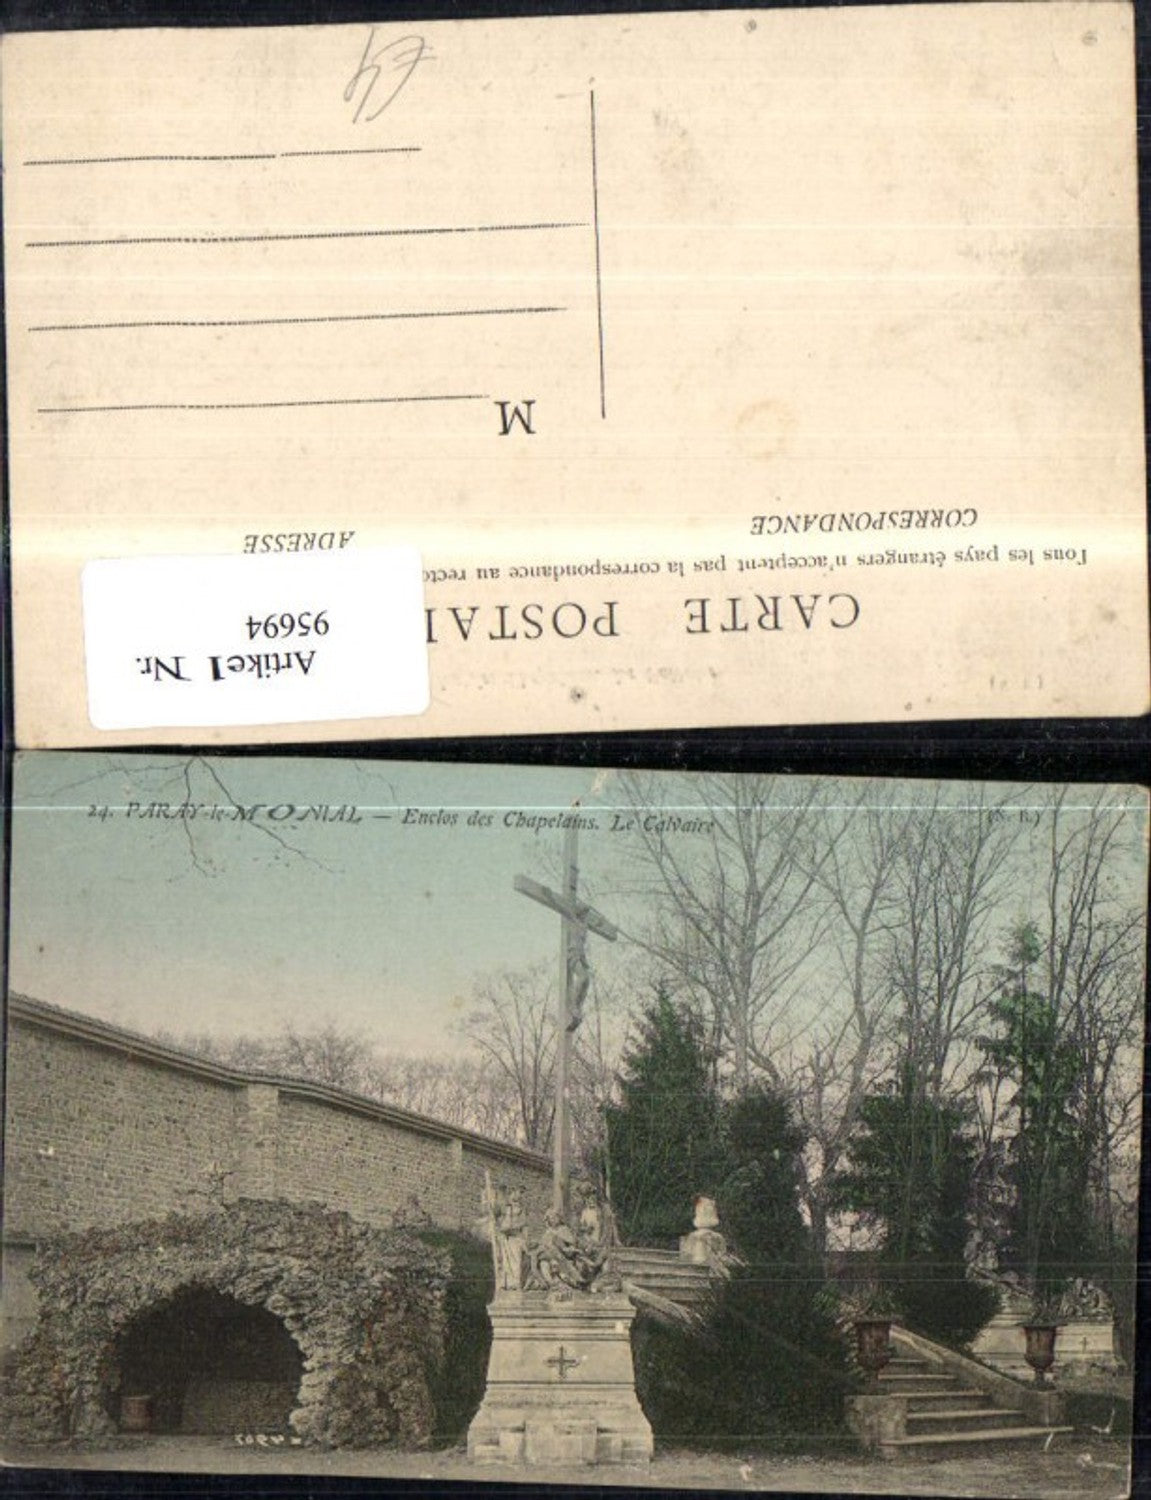 CARTE POSTAL
Tous les pays étrangers n'acceptent pas la correspondance au recto
CORRESPONDANCE
ADRESSE
M
Artikel Nr.
95694
24. PARAY-le-MONIAL — Enclos des Chapelains. Le Calvaire